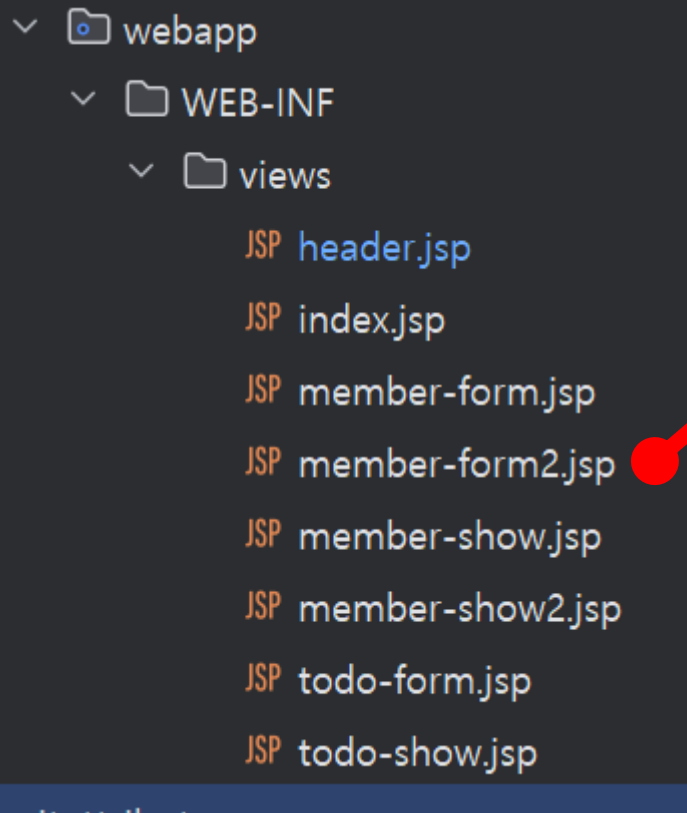 webapp
WEB-INF
views
JSP header.jsp
JSP index.jsp
JSP member-form.jsp
JSP member-form2.jsp
JSP member-show.jsp
JSP member-show2.jsp
JSP todo-form.jsp
JSP todo-show.jsp